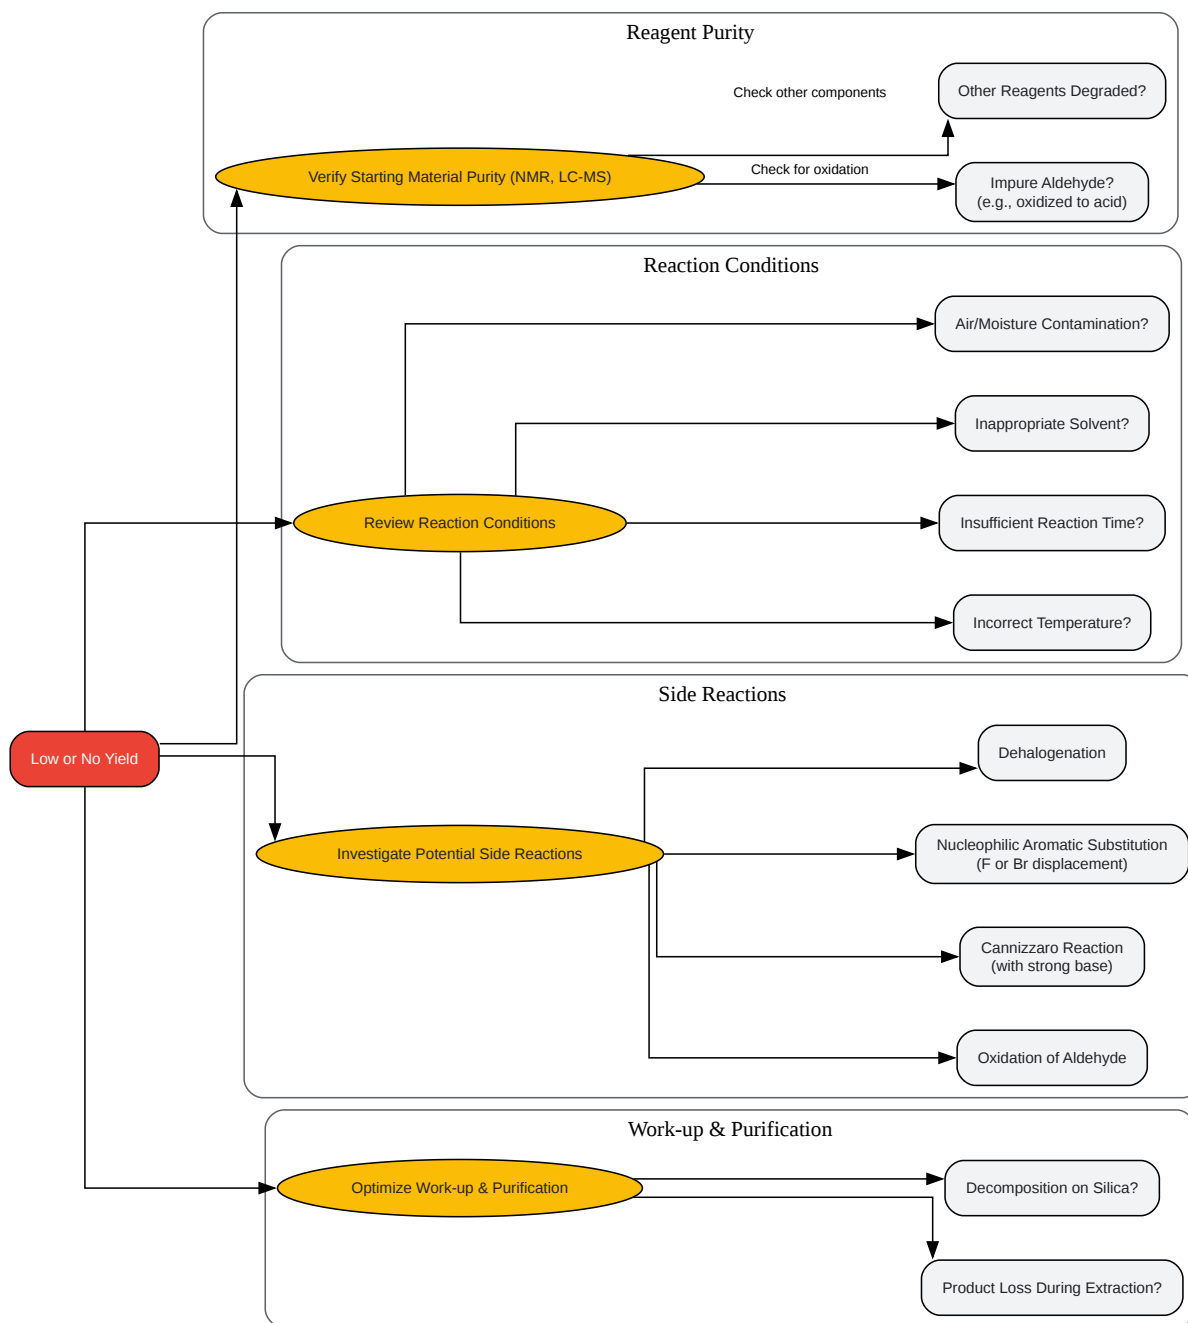 Reagent Purity
Check other components
Other Reagents Degraded?
Verify Starting Material Purity (NMR, LC-MS)
Check for oxidation
Impure Aldehyde?
(e.g., oxidized to acid)
Reaction Conditions
Air/Moisture Contamination?
Inappropriate Solvent?
Review Reaction Conditions
Insufficient Reaction Time?
Incorrect Temperature?
Side Reactions
Low or No Yield
Dehalogenation
Investigate Potential Side Reactions
Nucleophilic Aromatic Substitution
(F or Br displacement)
Cannizzaro Reaction
(with strong base)
Oxidation of Aldehyde
Work-up & Purification
Optimize Work-up & Purification
Decomposition on Silica?
Product Loss During Extraction?